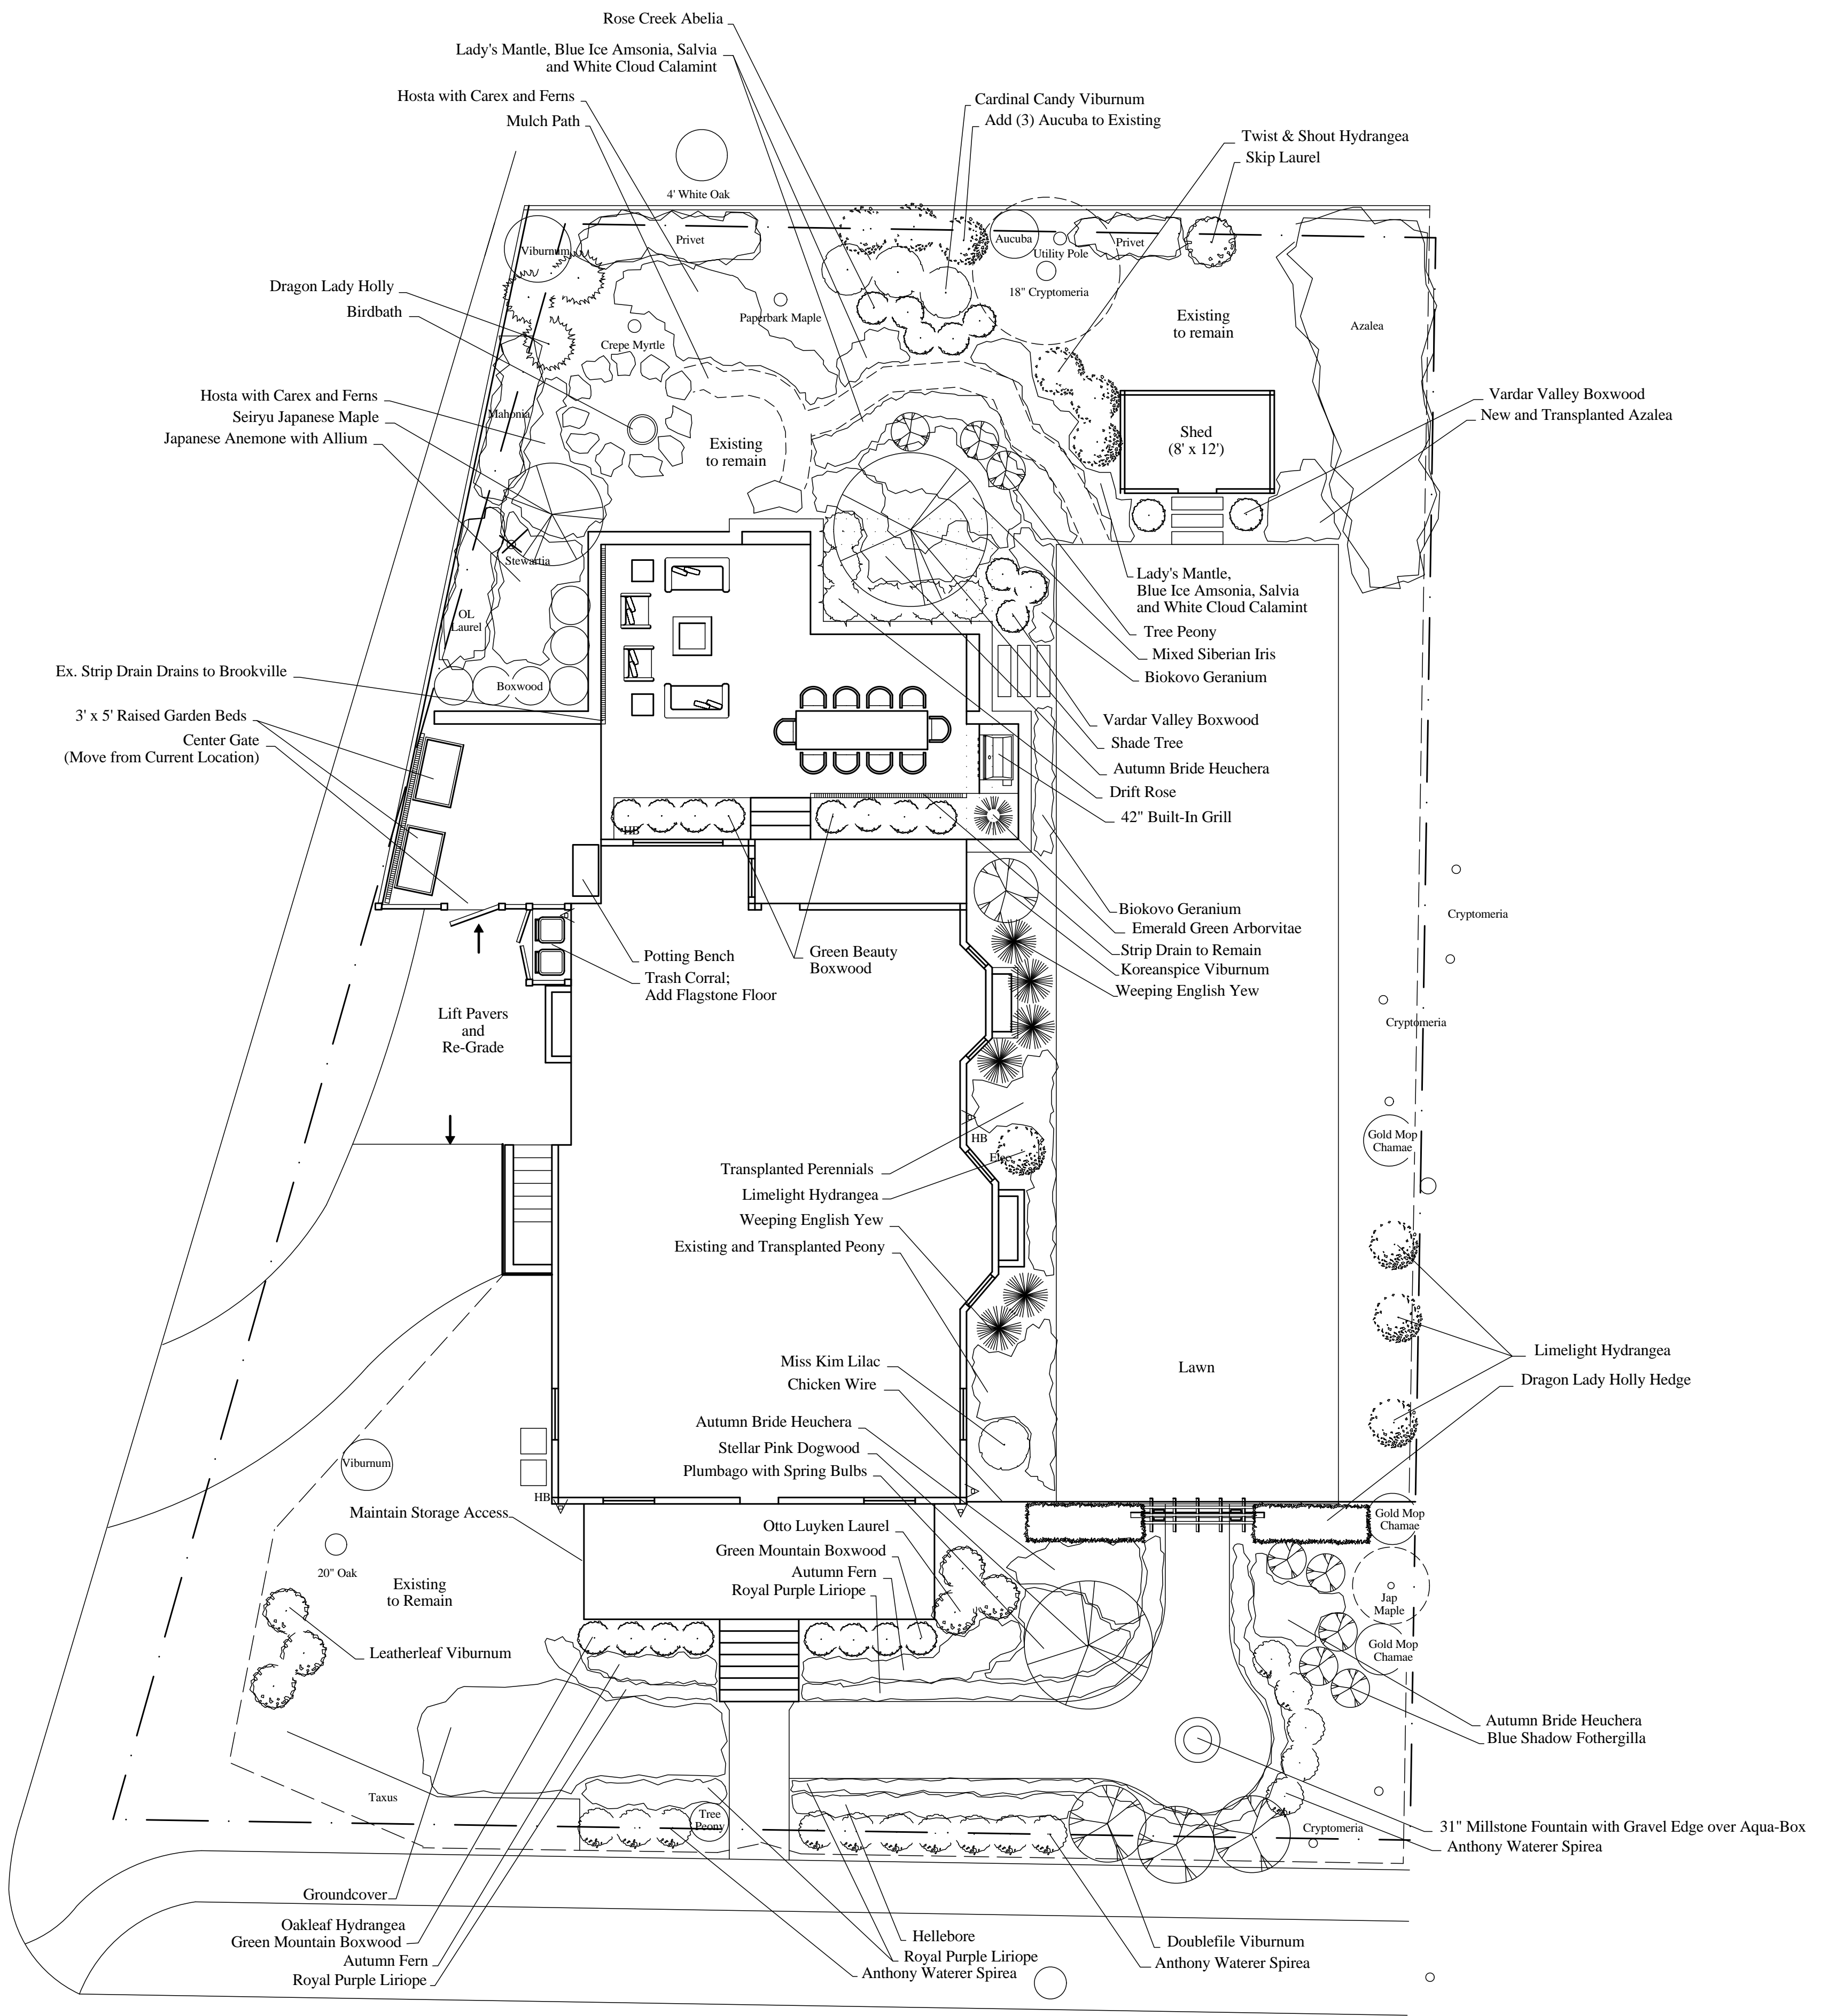 Rose Creek Abelia
Lady's Mantle, Blue Ice Amsonia, Salvia
and White Cloud Calamint
Hosta with Carex and Ferns
Mulch Path
Cardinal Candy Viburnum
Add (3) Aucuba to Existing
Twist & Shout Hydrangea
Skip Laurel
4' White Oak
Viburnum
Privet
Aucuba
Utility Pole
Privet
18" Cryptomeria
Paperbark Maple
Crepe Myrtle
Existing
to remain
Azalea
Dragon Lady Holly
Birdbath
Hosta with Carex and Ferns
Seiryu Japanese Maple
Japanese Anemone with Allium
Mahonia
Existing
to remain
Shed
(8' x 12')
Vardar Valley Boxwood
New and Transplanted Azalea
Stewartia
OL
Laurel
Boxwood
Lady's Mantle,
Blue Ice Amsonia, Salvia
and White Cloud Calamint
Tree Peony
Mixed Siberian Iris
Biokovo Geranium
Vardar Valley Boxwood
Shade Tree
Autumn Bride Heuchera
Drift Rose
42" Built-In Grill
Ex. Strip Drain Drains to Brookville
3' x 5' Raised Garden Beds
Center Gate
(Move from Current Location)
HB
Biokovo Geranium
Emerald Green Arborvitae
Strip Drain to Remain
Koreanspice Viburnum
Weeping English Yew
Cryptomeria
Cryptomeria
Potting Bench
Trash Corral;
Add Flagstone Floor
Green Beauty
Boxwood
Lift Pavers
and
Re-Grade
HB
Elec
Gold Mop
Chamae
Transplanted Perennials
Limelight Hydrangea
Weeping English Yew
Existing and Transplanted Peony
Lawn
Limelight Hydrangea
Dragon Lady Holly Hedge
Miss Kim Lilac
Chicken Wire
Autumn Bride Heuchera
Stellar Pink Dogwood
Plumbago with Spring Bulbs
Viburnum
HB
Maintain Storage Access
Otto Luyken Laurel
Green Mountain Boxwood
Autumn Fern
Royal Purple Liriope
Gold Mop
Chamae
Jap
Maple
Gold Mop
Chamae
20" Oak
Existing
to Remain
Leatherleaf Viburnum
Autumn Bride Heuchera
Blue Shadow Fothergilla
Taxus
Tree
Peony
Cryptomeria
31" Millstone Fountain with Gravel Edge over Aqua-Box
Anthony Waterer Spirea
Groundcover
Oakleaf Hydrangea
Green Mountain Boxwood
Autumn Fern
Royal Purple Liriope
Hellebore
Royal Purple Liriope
Anthony Waterer Spirea
Doublefile Viburnum
Anthony Waterer Spirea